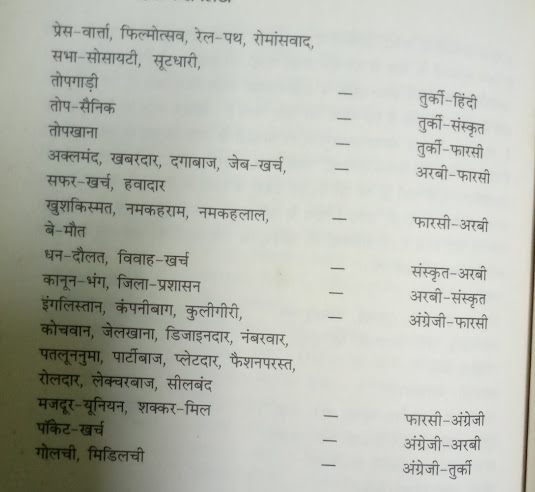 प्रेस-वार्त्ता, फिल्मोत्सव, रेल-पथ, रोमांसवाद,
सभा-सोसायटी, सूटधारी,
तोपगाड़ी — तुर्की-हिंदी
तोप-सैनिक — तुर्की-संस्कृत
तोपखाना — तुर्की-फारसी
अक्लमंद, खबरदार, दगाबाज, जेब-खर्च, — अरबी-फारसी
सफर-खर्च, हवादार
खुशकिस्मत, नमकहराम, नमकहलाल, — फारसी-अरबी
बे-मौत
धन-दौलत, विवाह-खर्च — संस्कृत-अरबी
कानून-भंग, जिला-प्रशासन — अरबी-संस्कृत
इंगलिस्तान, कंपनीबाग, कुलीगीरी, — अंग्रेजी-फारसी
कोचवान, जेलखाना, डिजाइनदार, नंबरवार,
पतलूननुमा, पार्टीबाज, प्लेटदार, फैशनपरस्त,
रोलदार, लेक्चरबाज, सीलबंद
मजदूर-यूनियन, शक्कर-मिल — फारसी-अंग्रेजी
पॉकेट-खर्च — अंग्रेजी-अरबी
गोलची, मिडिलची — अंग्रेजी-तुर्की